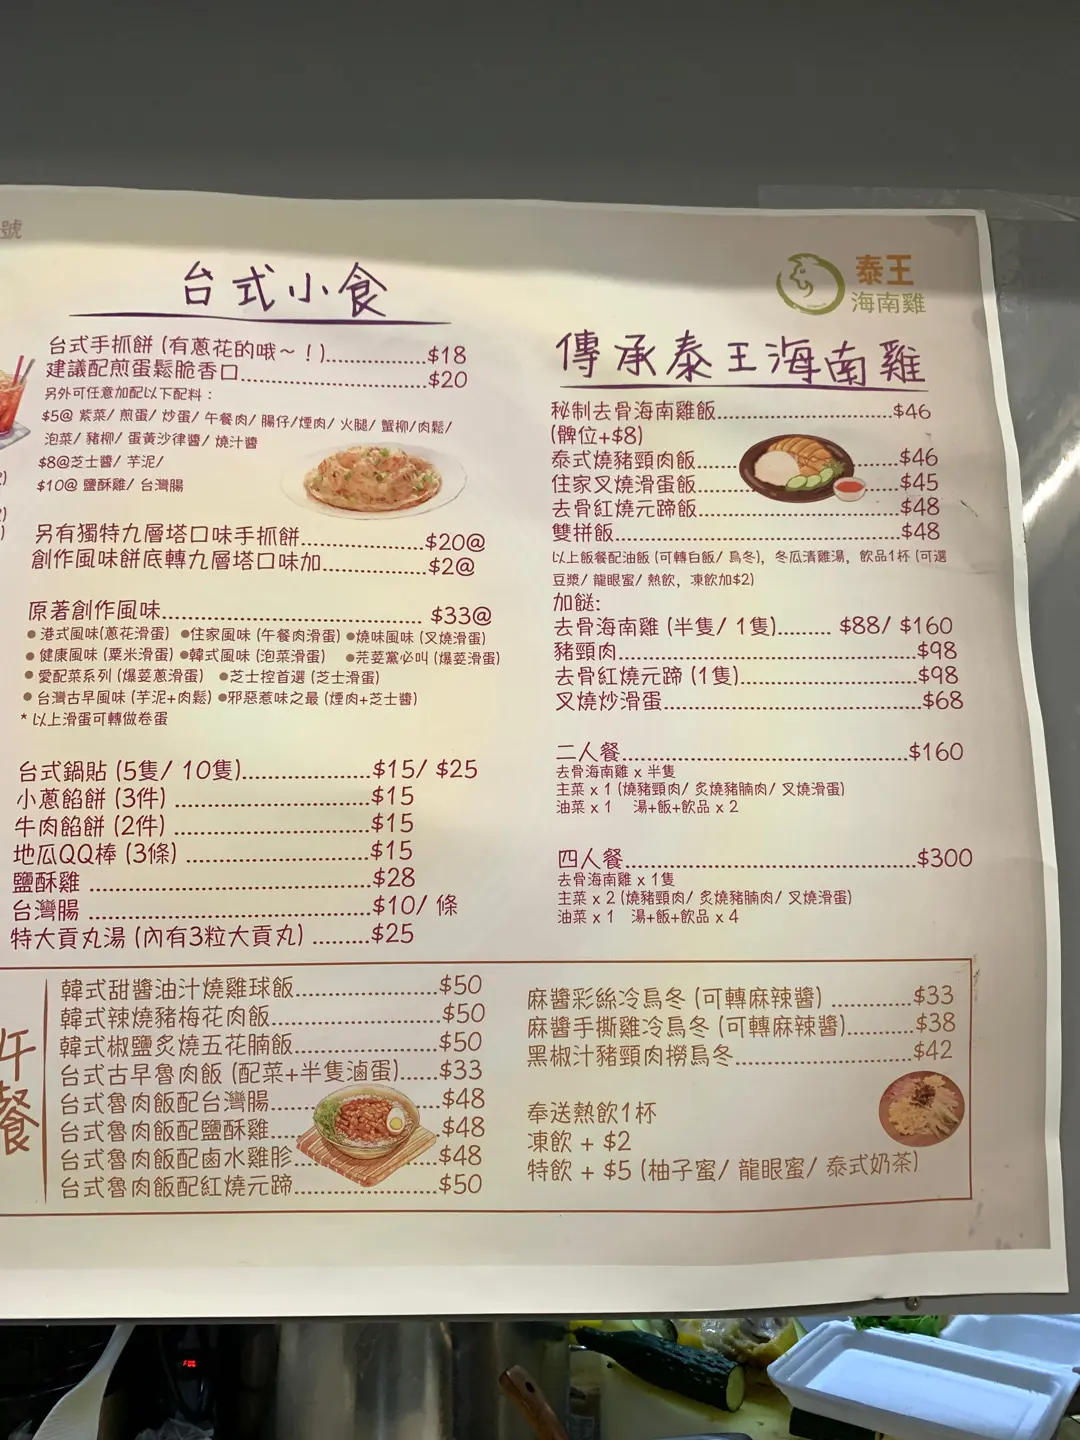 號
台式小食
台式手抓餅 (有蔥花的哦～！)..................$18
建議配煎蛋鬆脆香口..................$20
另外可任意加配以下配料：
$5@ 紫菜/ 煎蛋/ 炒蛋/ 午餐肉/ 腸仔/煙肉/ 火腿/ 蟹柳/肉鬆/
泡菜/ 豬柳/ 蛋黃沙律醬/ 燒汁醬
$8@芝士醬/ 芋泥/
$10@ 鹽酥雞/ 台灣腸
另有獨特九層塔口味手抓餅..................$20@
創作風味餅底轉九層塔口味加..................$2@
原著創作風味.................................... $33@
●港式風味(蔥花滑蛋) ●住家風味 (午餐肉滑蛋) ●燒味風味 (叉燒滑蛋)
●健康風味 (粟米滑蛋) ●韓式風味 (泡菜滑蛋) ●芫荽黨必叫 (爆荽滑蛋)
●愛配菜系列 (爆荽蔥滑蛋) ●芝士控首選 (芝士滑蛋)
●台灣古早風味 (芋泥+肉鬆) ●邪惡惹味之最 (煙肉+芝士醬)
* 以上滑蛋可轉做卷蛋
台式鍋貼 (5隻/ 10隻)..................$15/ $25
小蔥餡餅 (3件) ...........................$15
牛肉餡餅 (2件) ...........................$15
地瓜QQ棒 (3條) ...........................$15
鹽酥雞 ....................................$28
台灣腸 ....................................$10/ 條
特大貢丸湯 (內有3粒大貢丸) .........$25
泰王
海南雞
傳承泰王海南雞
秘制去骨海南雞飯...........................$46
(髀位+$8)
泰式燒豬頸肉飯...........................$46
住家叉燒滑蛋飯...........................$45
去骨紅燒元蹄飯...........................$48
雙拼飯....................................$48
以上飯餐配油飯 (可轉白飯/ 烏冬)，冬瓜清雞湯，飲品1杯 (可選
豆漿/ 龍眼蜜/ 熱飲，凍飲加$2)
加餸:
去骨海南雞 (半隻/ 1隻)......... $88/ $160
豬頸肉....................................$98
去骨紅燒元蹄 (1隻)..................$98
叉燒炒滑蛋..............................$68
二人餐....................................$160
去骨海南雞 x 半隻
主菜 x 1 (燒豬頸肉/ 炙燒豬腩肉/ 叉燒滑蛋)
油菜 x 1 湯+飯+飲品 x 2
四人餐....................................$300
去骨海南雞 x 1隻
主菜 x 2 (燒豬頸肉/ 炙燒豬腩肉/ 叉燒滑蛋)
油菜 x 1 湯+飯+飲品 x 4
午餐
韓式甜醬油汁燒雞球飯..................$50
韓式辣燒豬梅花肉飯.....................$50
韓式椒鹽炙燒五花腩飯..................$50
台式古早魯肉飯 (配菜+半隻滷蛋)......$33
台式魯肉飯配台灣腸.....................$48
台式魯肉飯配鹽酥雞.....................$48
台式魯肉飯配鹵水雞胗..................$48
台式魯肉飯配紅燒元蹄..................$50
麻醬彩絲冷烏冬 (可轉麻辣醬) .........$33
麻醬手撕雞冷烏冬 (可轉麻辣醬).........$38
黑椒汁豬頸肉撈烏冬.....................$42
奉送熱飲1杯
凍飲 + $2
特飲 + $5 (柚子蜜/ 龍眼蜜/ 泰式奶茶)